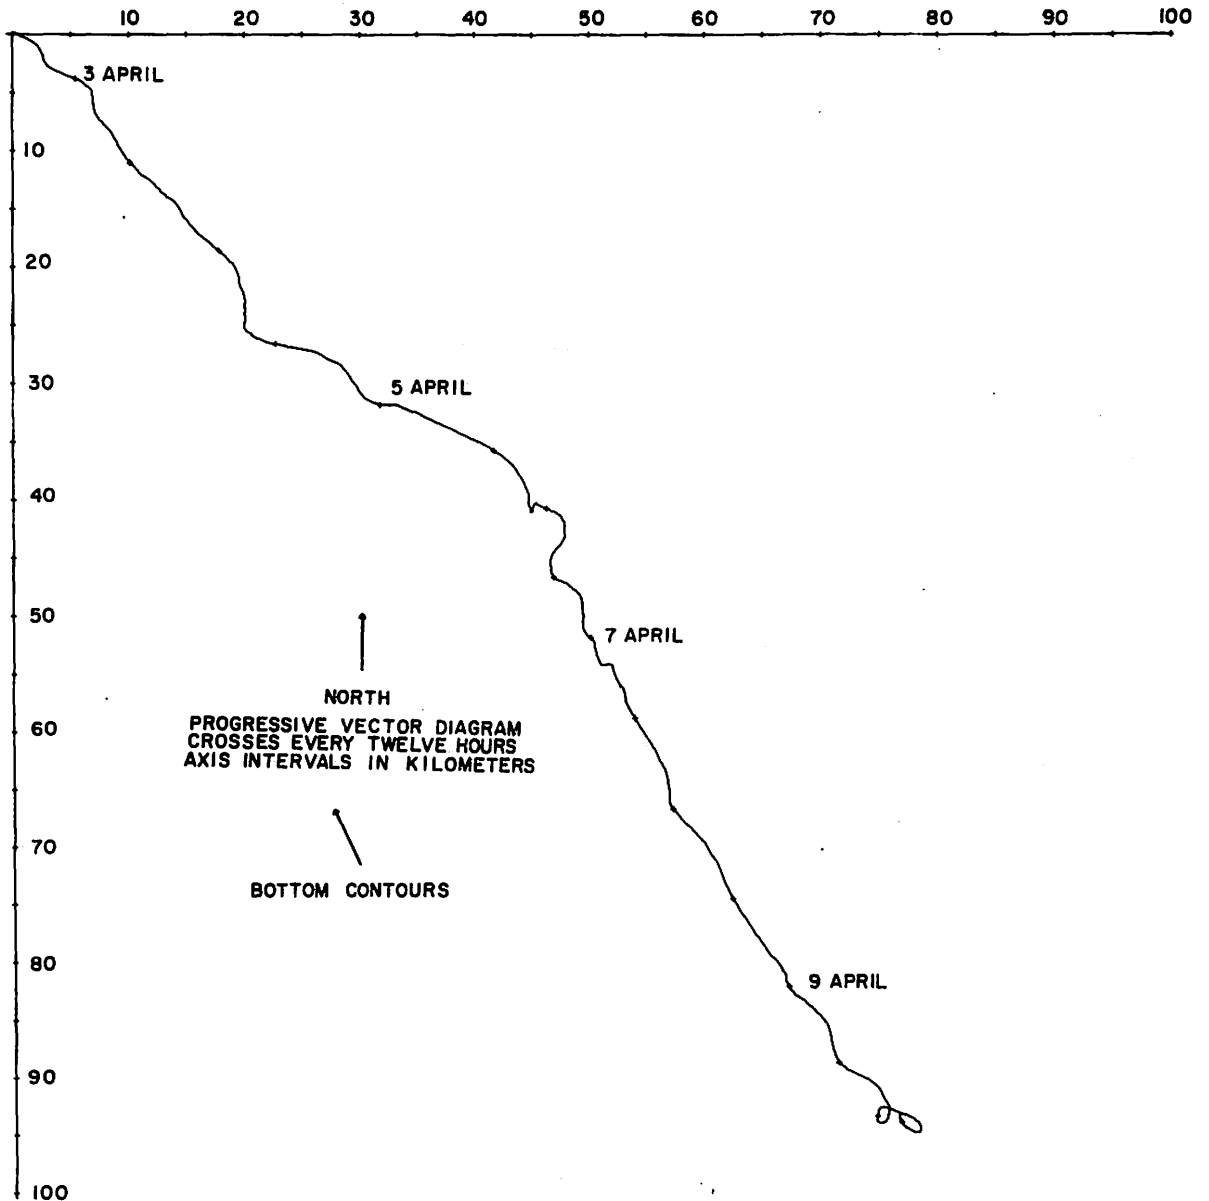 10 20 30 40 50 60 70 80 90 100
3 APRIL
10
20
30
5 APRIL
40
50
7 APRIL
NORTH
60
PROGRESSIVE VECTOR DIAGRAM
CROSSES EVERY TWELVE HOURS
AXIS INTERVALS IN KILOMETERS
70
BOTTOM CONTOURS
80
9 APRIL
90
100